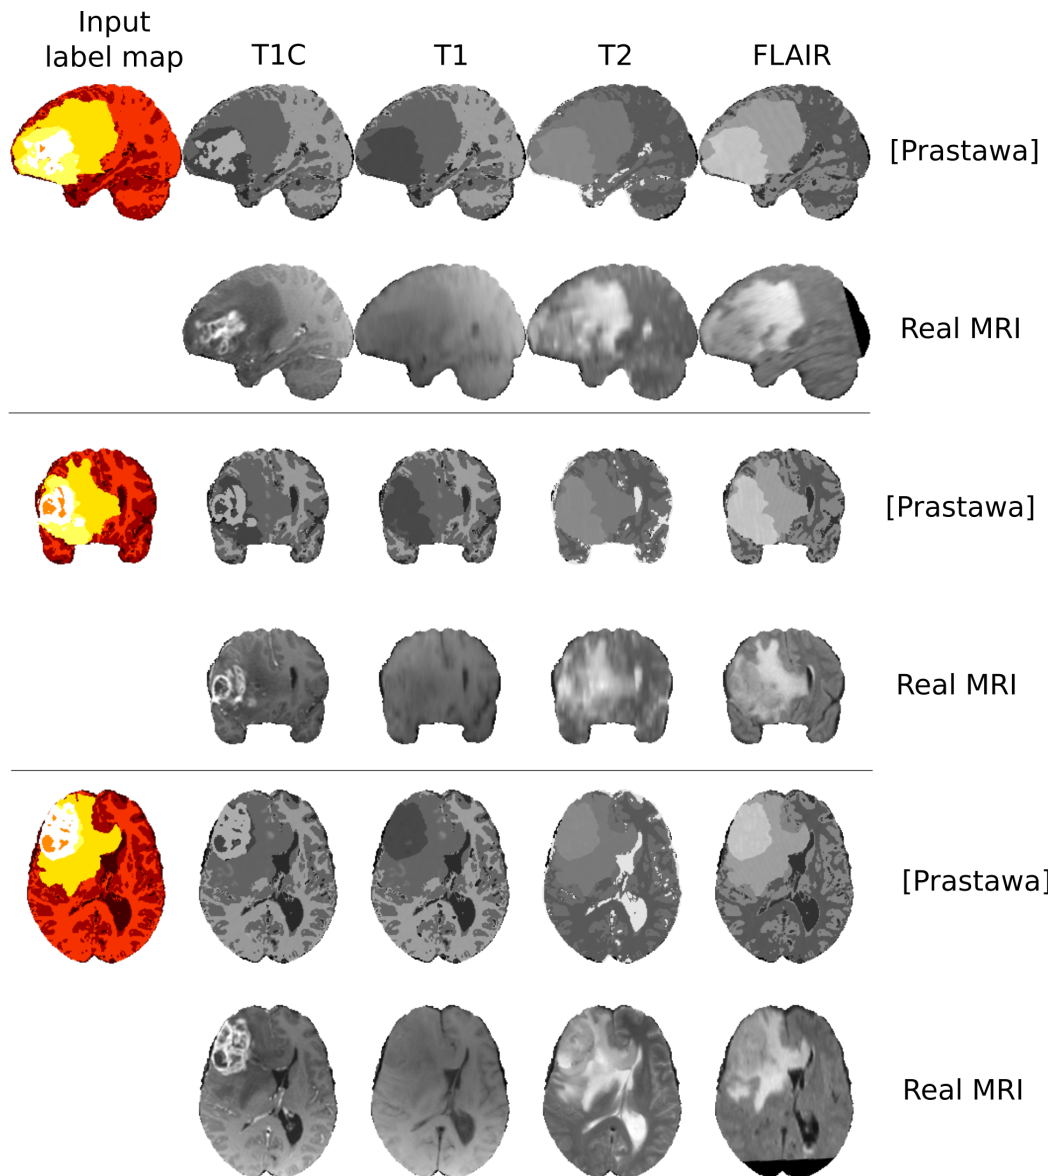 Input
label map
T1C
T1
T2
FLAIR
[Prastawa]
Real MRI
[Prastawa]
Real MRI
[Prastawa]
Real MRI